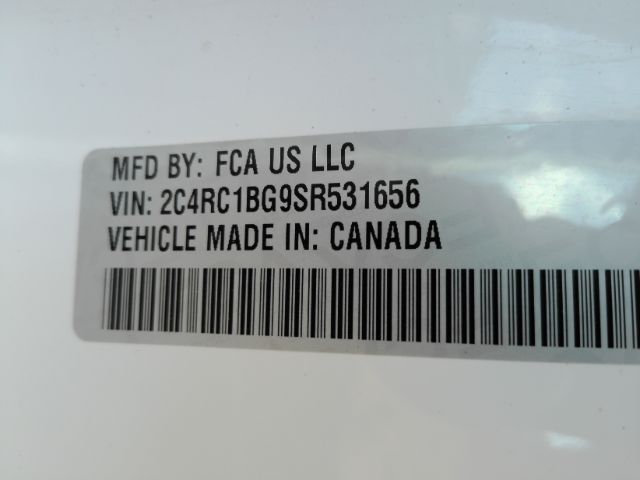 MFD BY: FCA US LLC
VIN: 2C4RC1BG9SR531656
VEHICLE MADE IN: CANADA